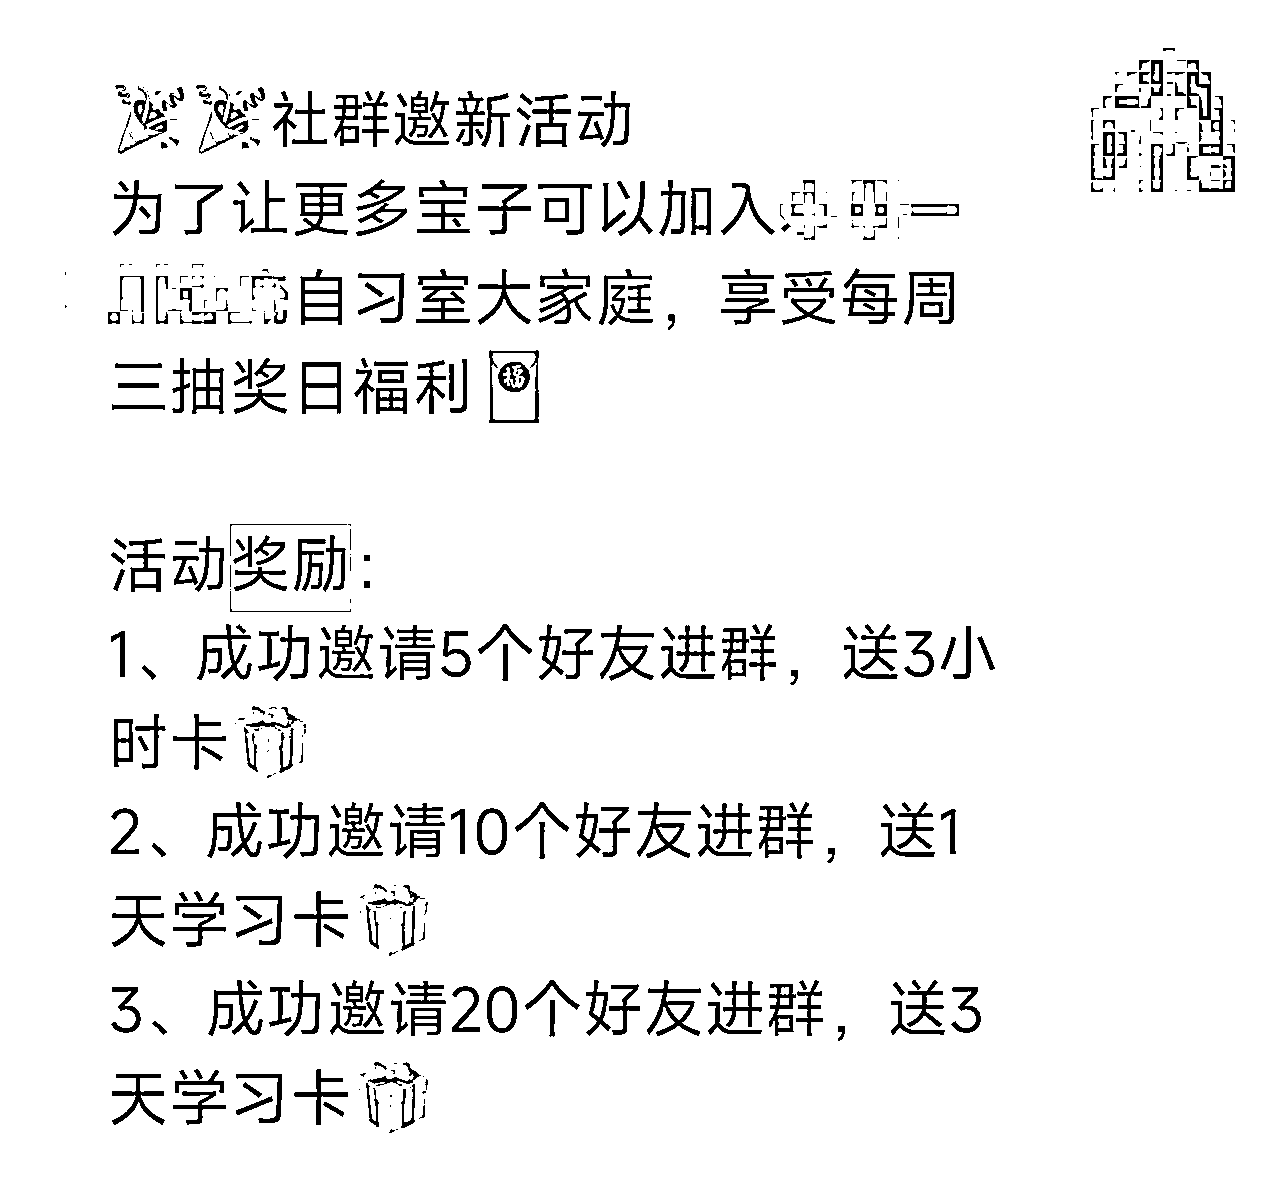 🎉🎉社群邀新活动
为了让更多宝子可以加入
自习室大家庭，享受每周
三抽奖日福利🧧
活动奖励：
1、成功邀请5个好友进群，送3小
时卡🎁
2、成功邀请10个好友进群，送1
天学习卡🎁
3、成功邀请20个好友进群，送3
天学习卡🎁